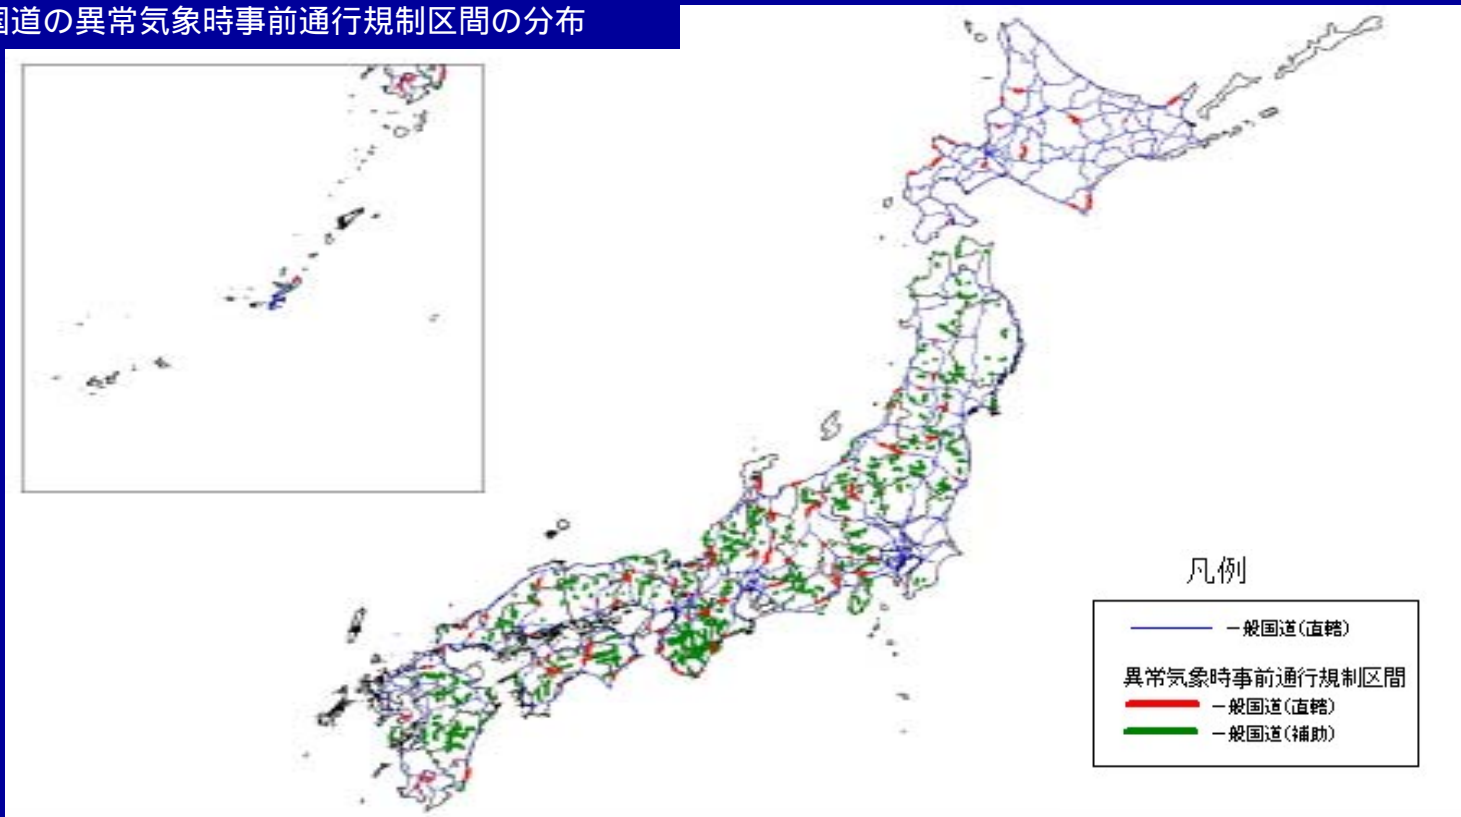 国道の異常気象時事前通行規制区間の分布
凡例
一般国道(直轄)
異常気象時事前通行規制区間
一般国道(直轄)
一般国道(補助)